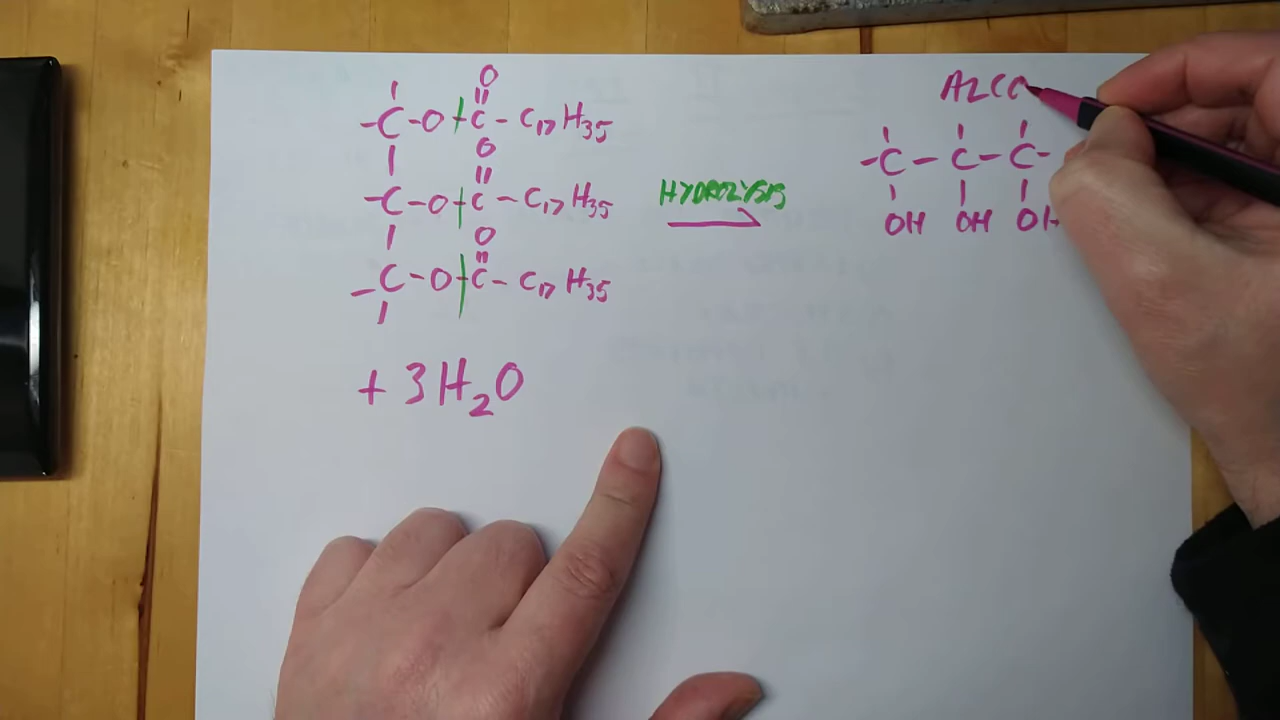 O
-C-O-C-C17H35
O
-C-O-C-C17H35
O
-C-O-C-C17H35
+ 3H2O
HYDROLYSIS
ALCO
-C-C-C-
OH OH OH